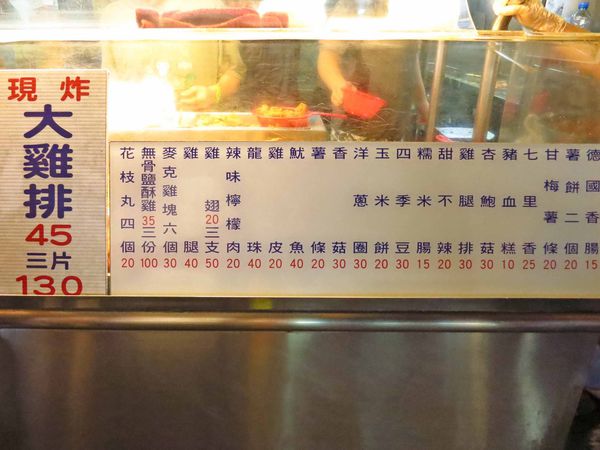 現炸
大雞排
45
三片
130
花枝丸四個20
無骨鹽酥雞35三份100
麥克雞塊六個30
雞腿40
雞翅20三支50
辣味檸檬肉20
龍珠40
雞皮20
魷魚40
薯條20
香菇30
洋蔥圈30
玉米餅20
四季豆30
糯米腸15
甜不辣20
雞腿排30
杏鮑菇30
豬血糕10
七里香25
甘梅薯條20
薯餅二個20
德國香腸15